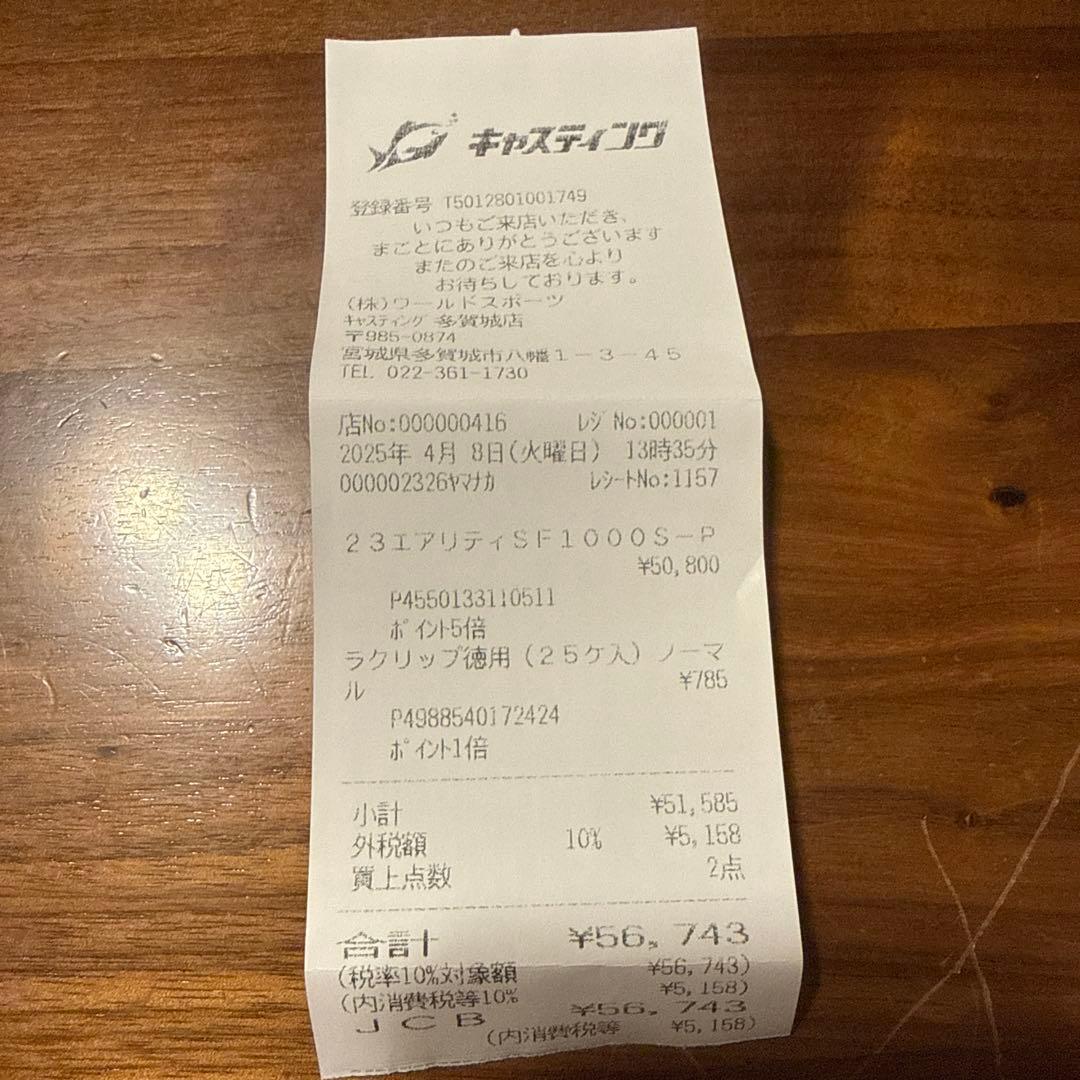 キャスティング
登録番号 T5012801001749
いつもご来店いただき、
まことにありがとうございます
またのご来店を心より
お待ちしております。
(株)ワールドスポーツ
キャスティング 多賀城店
〒985-0874
宮城県多賀城市八幡1-3-45
TEL 022-361-1730
店No:000000416 レジNo:000001
2025年 4月 8日(火曜日) 13時35分
000002326ヤマナカ レシートNo:1157
23エアリティSF1000S-P
¥50,800
P4550133110511
ポイント5倍
ラクリップ徳用(25ケ入)ノーマ
ル ¥785
P4988540172424
ポイント1倍
小計 ¥51,585
外税額 10% ¥5,158
買上点数 2点
合計 ¥56,743
(税率10%対象額 ¥56,743)
(内消費税等10% ¥5,158)
JCB ¥56,743
(内消費税等 ¥5,158)